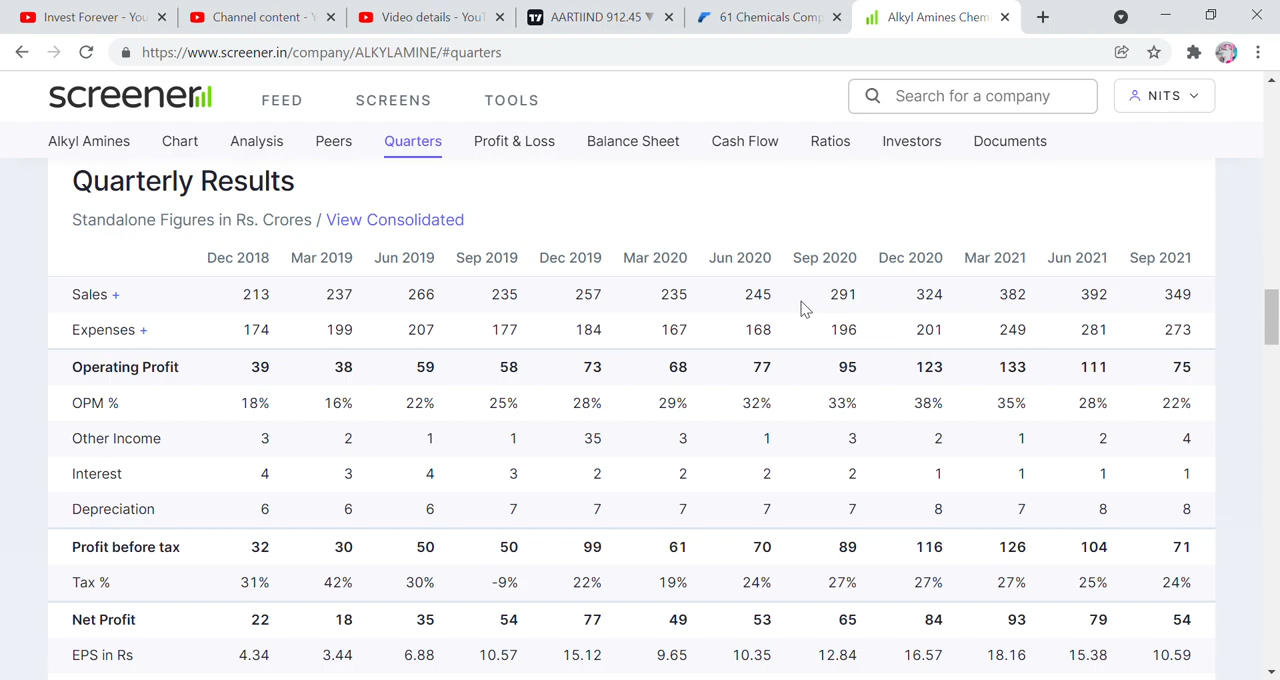 Invest Forever - You Channel content - Y Video details - YouT AARTIIND 912.45 ▼ 61 Chemicals Comp Alkyl Amines Chem
https://www.screener.in/company/ALKYLAMINE/#quarters
screener FEED SCREENS TOOLS Search for a company NITS
Alkyl Amines Chart Analysis Peers Quarters Profit & Loss Balance Sheet Cash Flow Ratios Investors Documents
Quarterly Results
Standalone Figures in Rs. Crores / View Consolidated
Dec 2018 Mar 2019 Jun 2019 Sep 2019 Dec 2019 Mar 2020 Jun 2020 Sep 2020 Dec 2020 Mar 2021 Jun 2021 Sep 2021
Sales + 213 237 266 235 257 235 245 291 324 382 392 349
Expenses + 174 199 207 177 184 167 168 196 201 249 281 273
Operating Profit 39 38 59 58 73 68 77 95 123 133 111 75
OPM % 18% 16% 22% 25% 28% 29% 32% 33% 38% 35% 28% 22%
Other Income 3 2 1 1 35 3 1 3 2 1 2 4
Interest 4 3 4 3 2 2 2 2 1 1 1 1
Depreciation 6 6 6 7 7 7 7 7 8 7 8 8
Profit before tax 32 30 50 50 99 61 70 89 116 126 104 71
Tax % 31% 42% 30% -9% 22% 19% 24% 27% 27% 27% 25% 24%
Net Profit 22 18 35 54 77 49 53 65 84 93 79 54
EPS in Rs 4.34 3.44 6.88 10.57 15.12 9.65 10.35 12.84 16.57 18.16 15.38 10.59